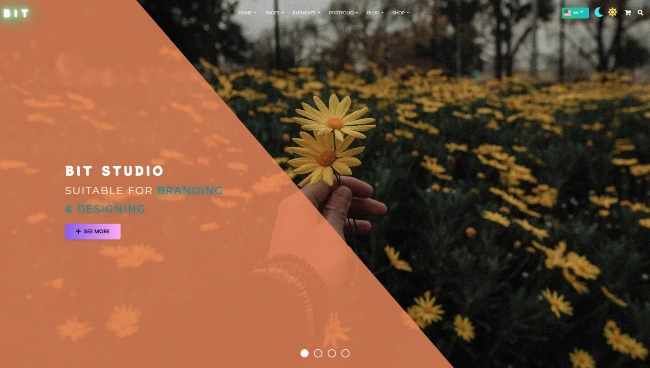 BIT
HOME
PAGES
ELEMENTS
PORTFOLIO
BLOG
SHOP
BIT STUDIO
SUITABLE FOR BRANDING
& DESIGNING
+ SEE MORE